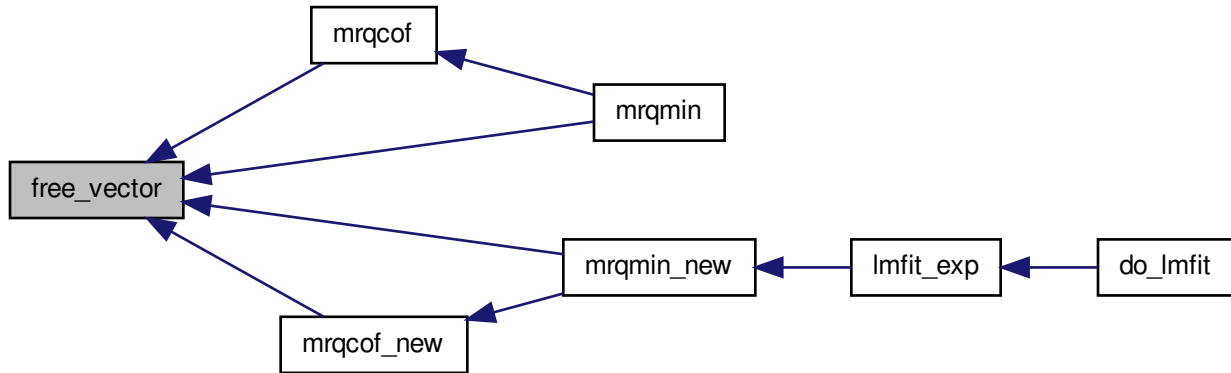 mrqcof
mrqmin
free_vector
mrqmin_new
lmfit_exp
do_lmfit
mrqcof_new